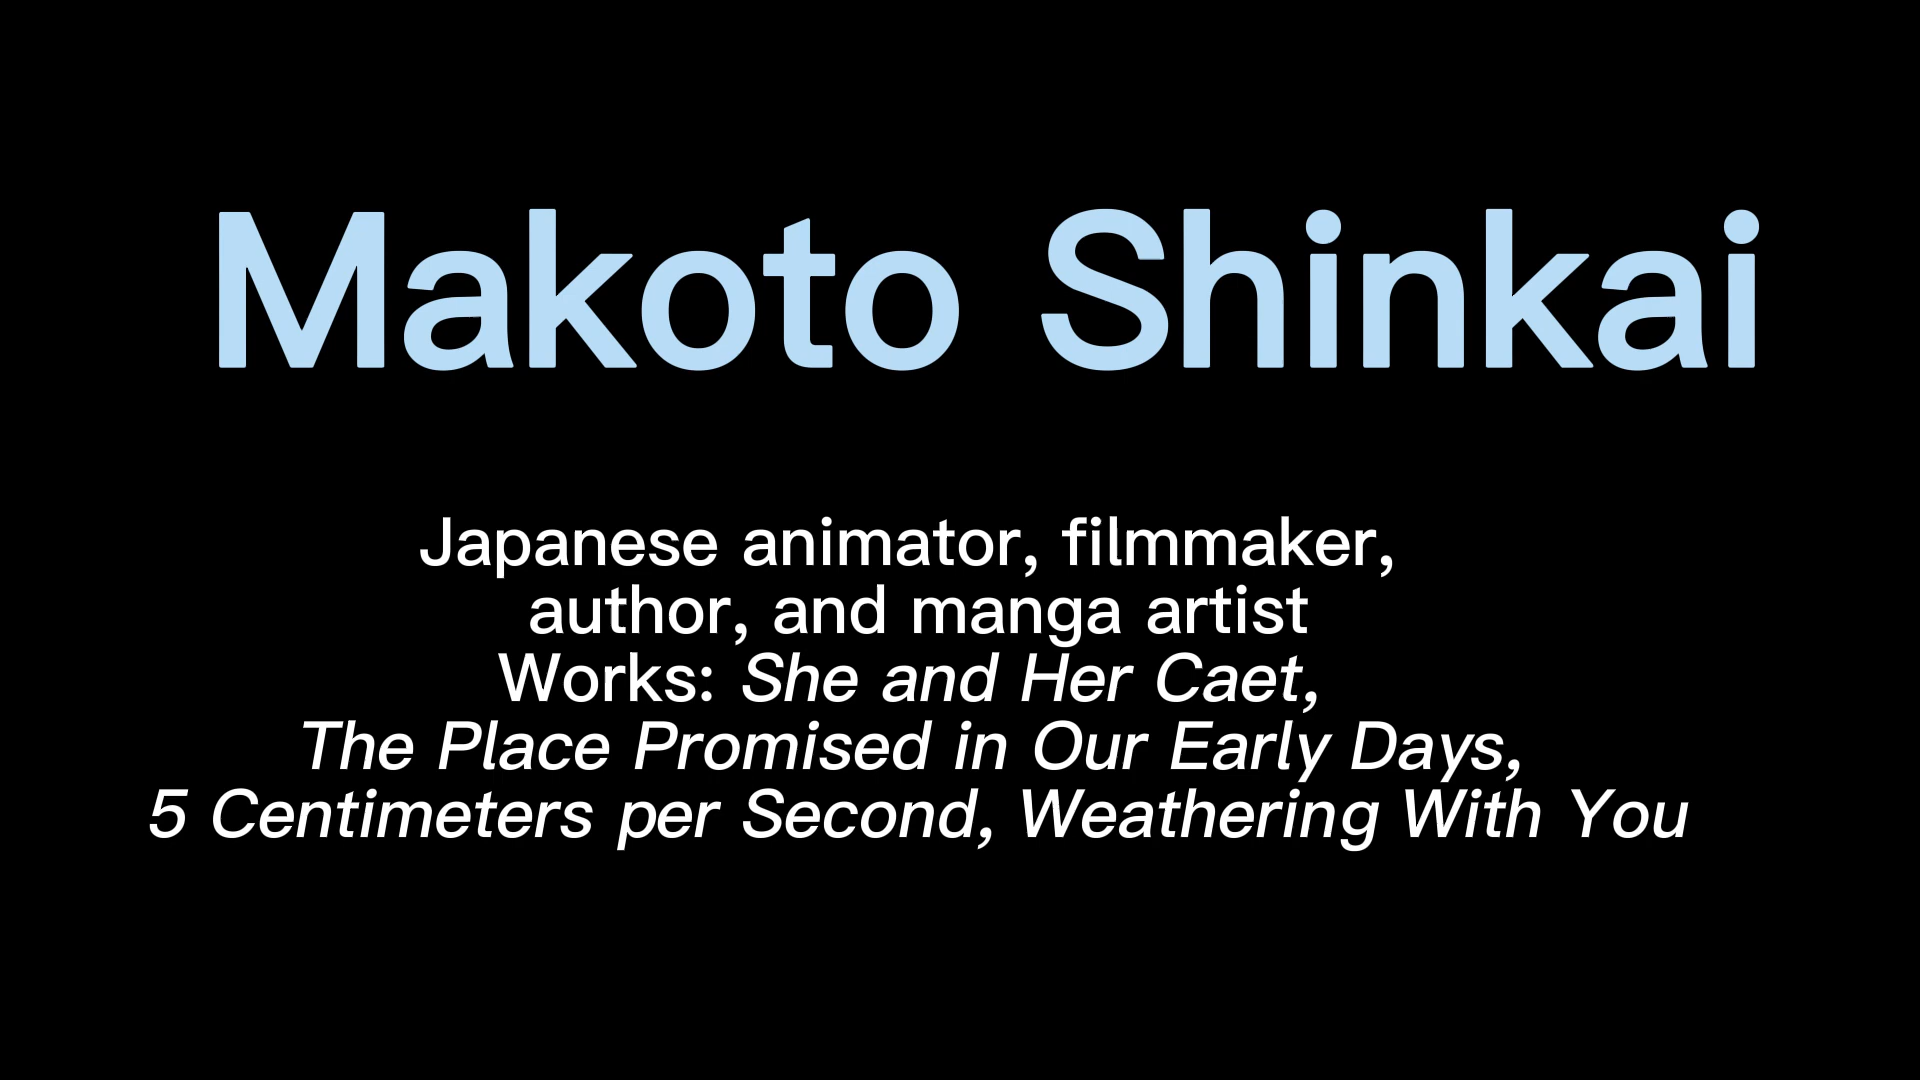 Makoto Shinkai
Japanese animator, filmmaker,
author, and manga artist
Works: She and Her Caet,
The Place Promised in Our Early Days,
5 Centimeters per Second, Weathering With You